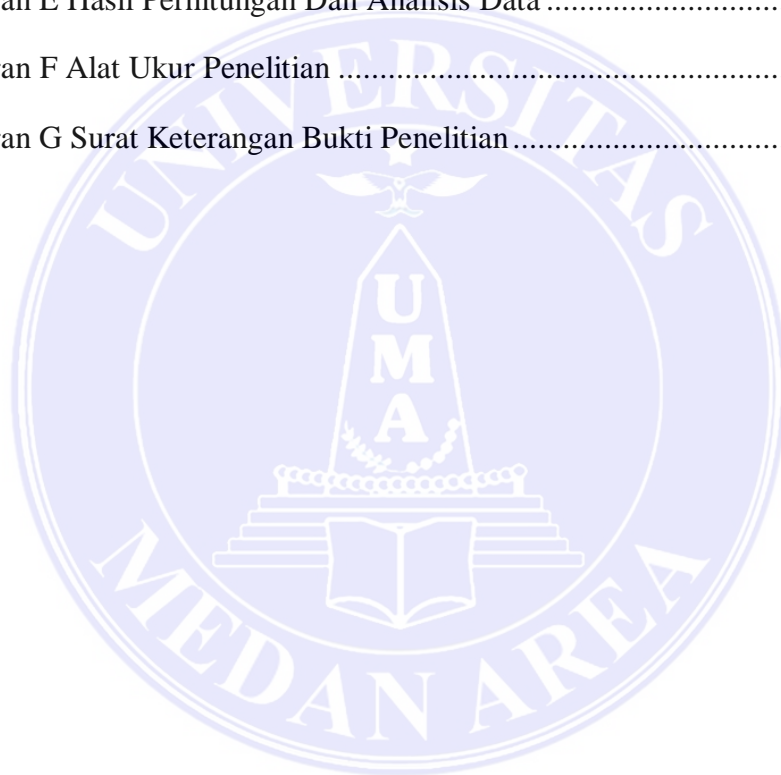 an E Hasil Perhitungan Dan Analisis Data ................................
an F Alat Ukur Penelitian ................................................................
an G Surat Keterangan Bukti Penelitian ................................
UNIVERSITAS
U
M
A
MEDAN AREA